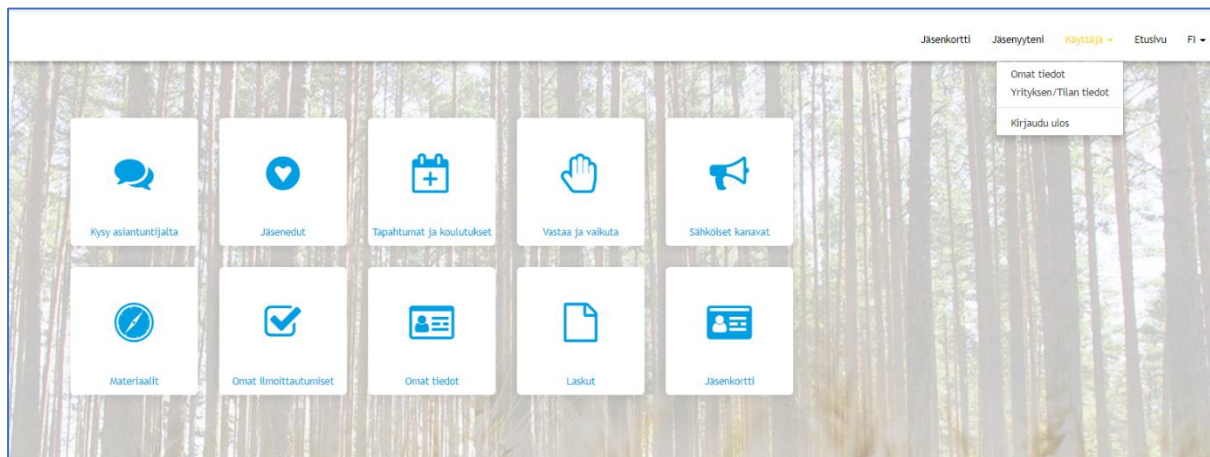 Jäsenkortti Jäsenyyteni Käyttäjä Etusivu FI
Omat tiedot
Yrityksen/Tilan tiedot
Kirjaudu ulos
Kysy asiantuntijalta Jäsenedut Tapahtumat ja koulutukset Vastaa ja vaikuta Sähköiset kanavat
Materiaalit Omat ilmoittautumiset Omat tiedot Laskut Jäsenkortti